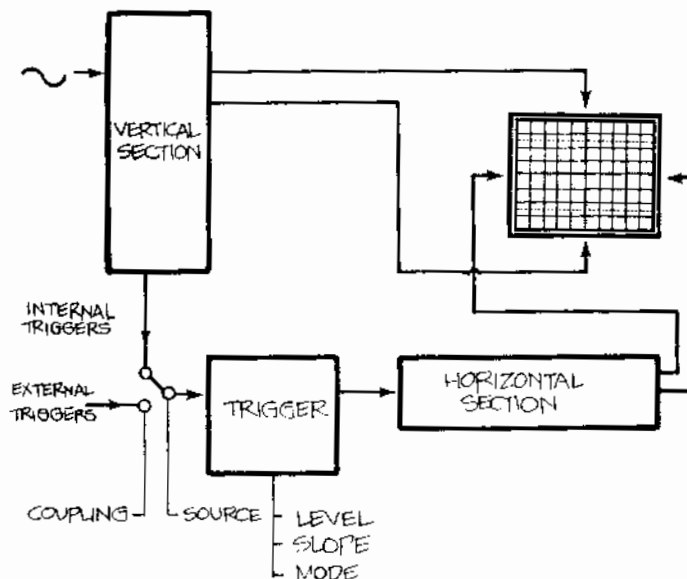 VERTICAL
SECTION
INTERNAL
TRIGGERS
EXTERNAL
TRIGGERS
TRIGGER
HORIZONTAL
SECTION
COUPLING
SOURCE
LEVEL
SLOPE
MODE